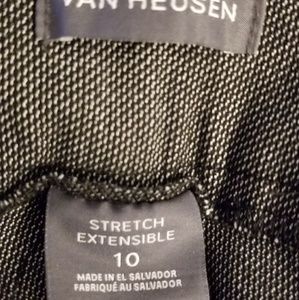 VAN HEUSEN
STRETCH
EXTENSIBLE
10
MADE IN EL SALVADOR
FABRIQUÉ AU SALVADOR